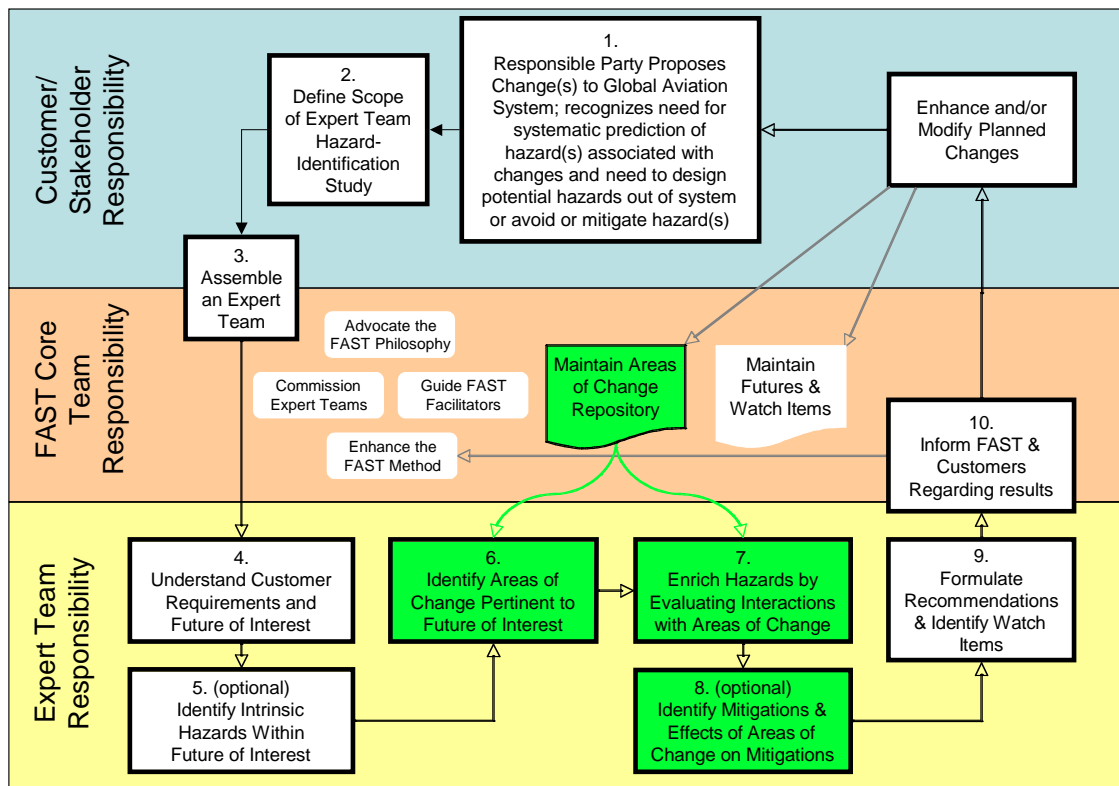 Customer/
Stakeholder
Responsibility
1.
Responsible Party Proposes
Change(s) to Global Aviation
System; recognizes need for
systematic prediction of
hazard(s) associated with
changes and need to design
potential hazards out of system
or avoid or mitigate hazard(s)
2.
Define Scope
of Expert Team
Hazard-
Identification
Study
Enhance and/or
Modify Planned
Changes
3.
Assemble
an Expert
Team
FAST Core
Team
Responsibility
Advocate the
FAST Philosophy
Commission
Expert Teams
Guide FAST
Facilitators
Enhance the
FAST Method
Maintain Areas
of Change
Repository
Maintain
Futures &
Watch Items
10.
Inform FAST &
Customers
Regarding results
Expert Team
Responsibility
4.
Understand Customer
Requirements and
Future of Interest
5. (optional)
Identify Intrinsic
Hazards Within
Future of Interest
6.
Identify Areas of
Change Pertinent to
Future of Interest
7.
Enrich Hazards by
Evaluating Interactions
with Areas of Change
8. (optional)
Identify Mitigations &
Effects of Areas of
Change on Mitigations
9.
Formulate
Recommendations
& Identify Watch
Items